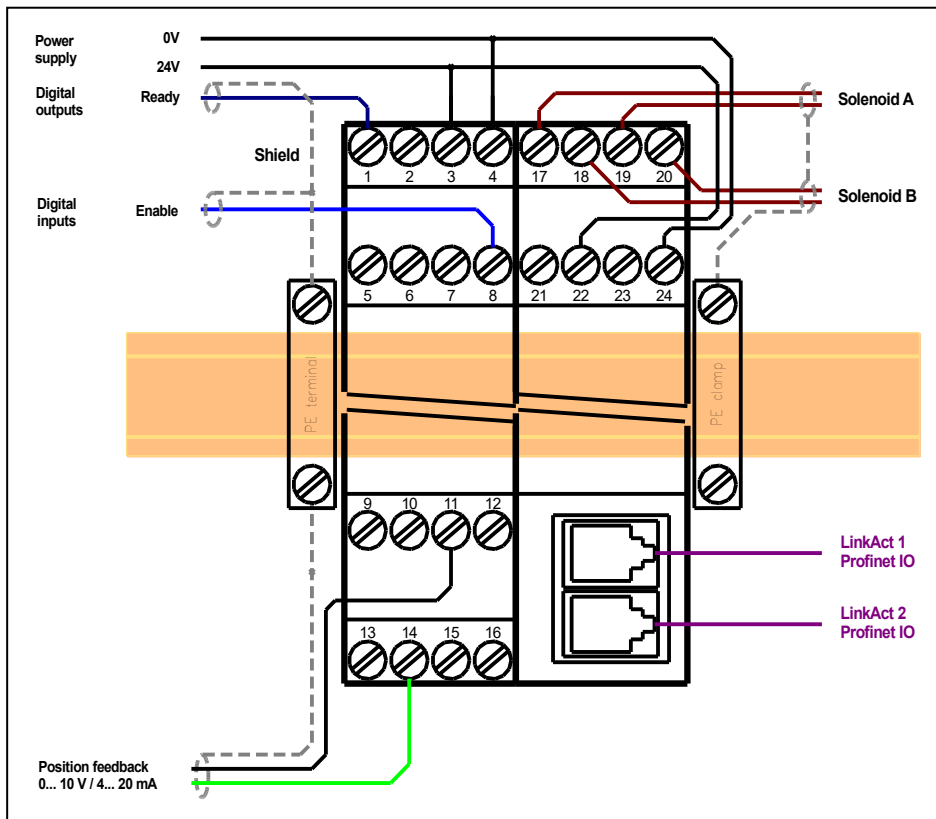 Power supply
0V
24V
Digital outputs
Ready
Shield
Solenoid A
1 2 3 4 17 18 19 20
Digital inputs
Enable
Solenoid B
5 6 7 8 21 22 23 24
PE terminal
PE clamp
9 10 11 12
LinkAct 1
Profinet IO
LinkAct 2
Profinet IO
13 14 15 16
Position feedback
0... 10 V / 4... 20 mA